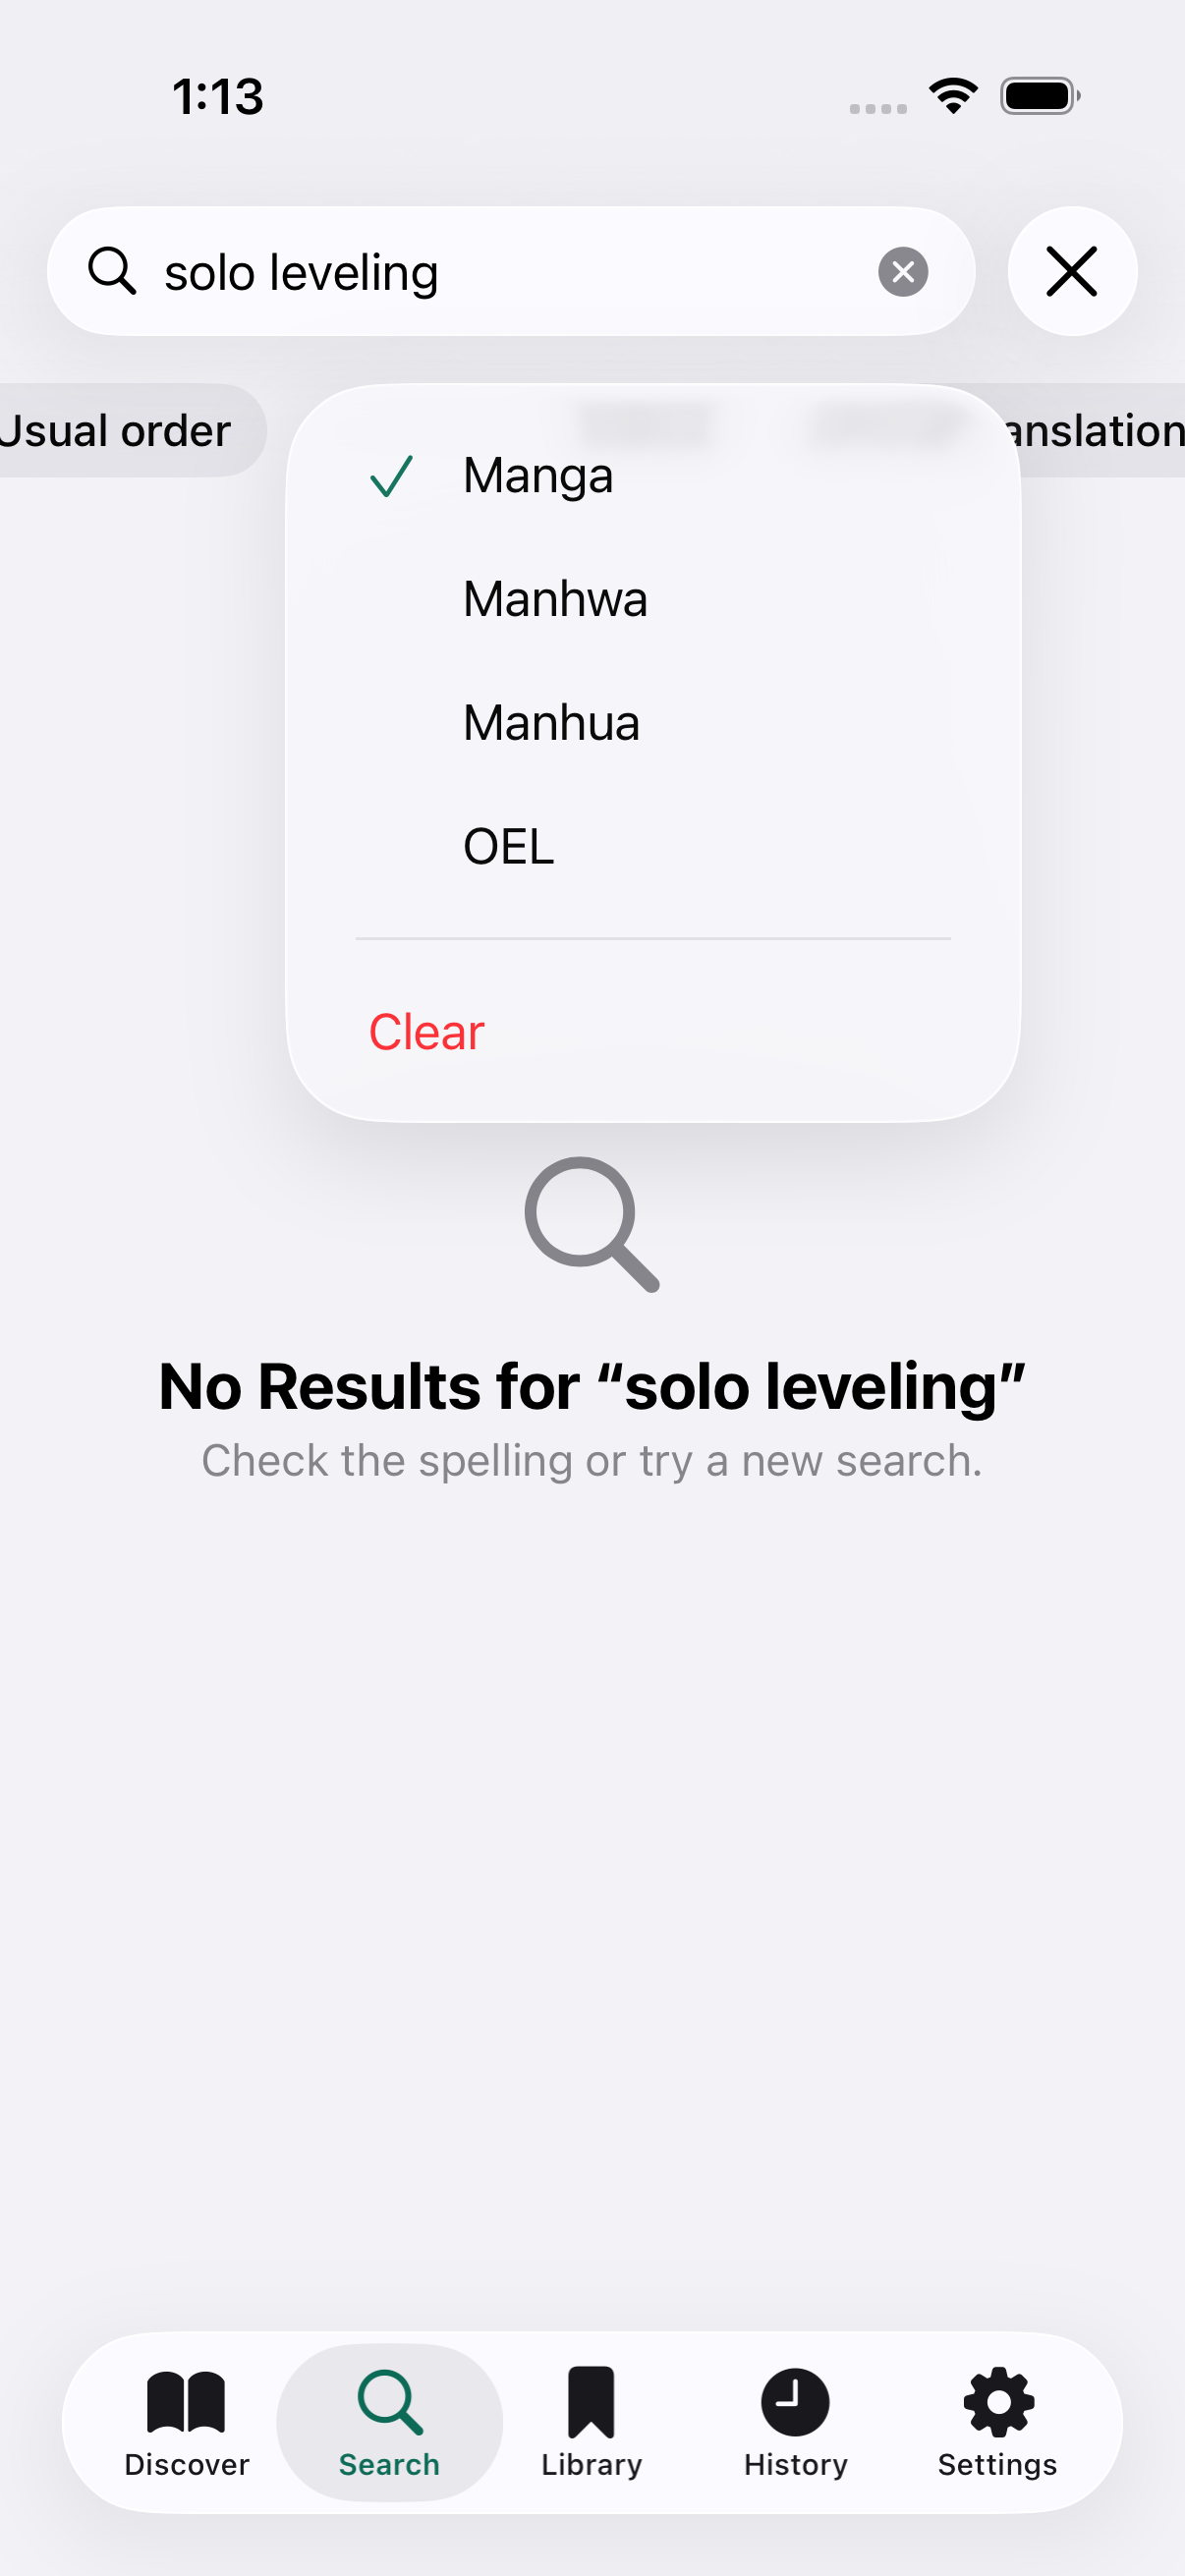 1:13
solo leveling
Usual order
anslation
Manga
Manhwa
Manhua
OEL
Clear
No Results for “solo leveling”
Check the spelling or try a new search.
Discover
Search
Library
History
Settings